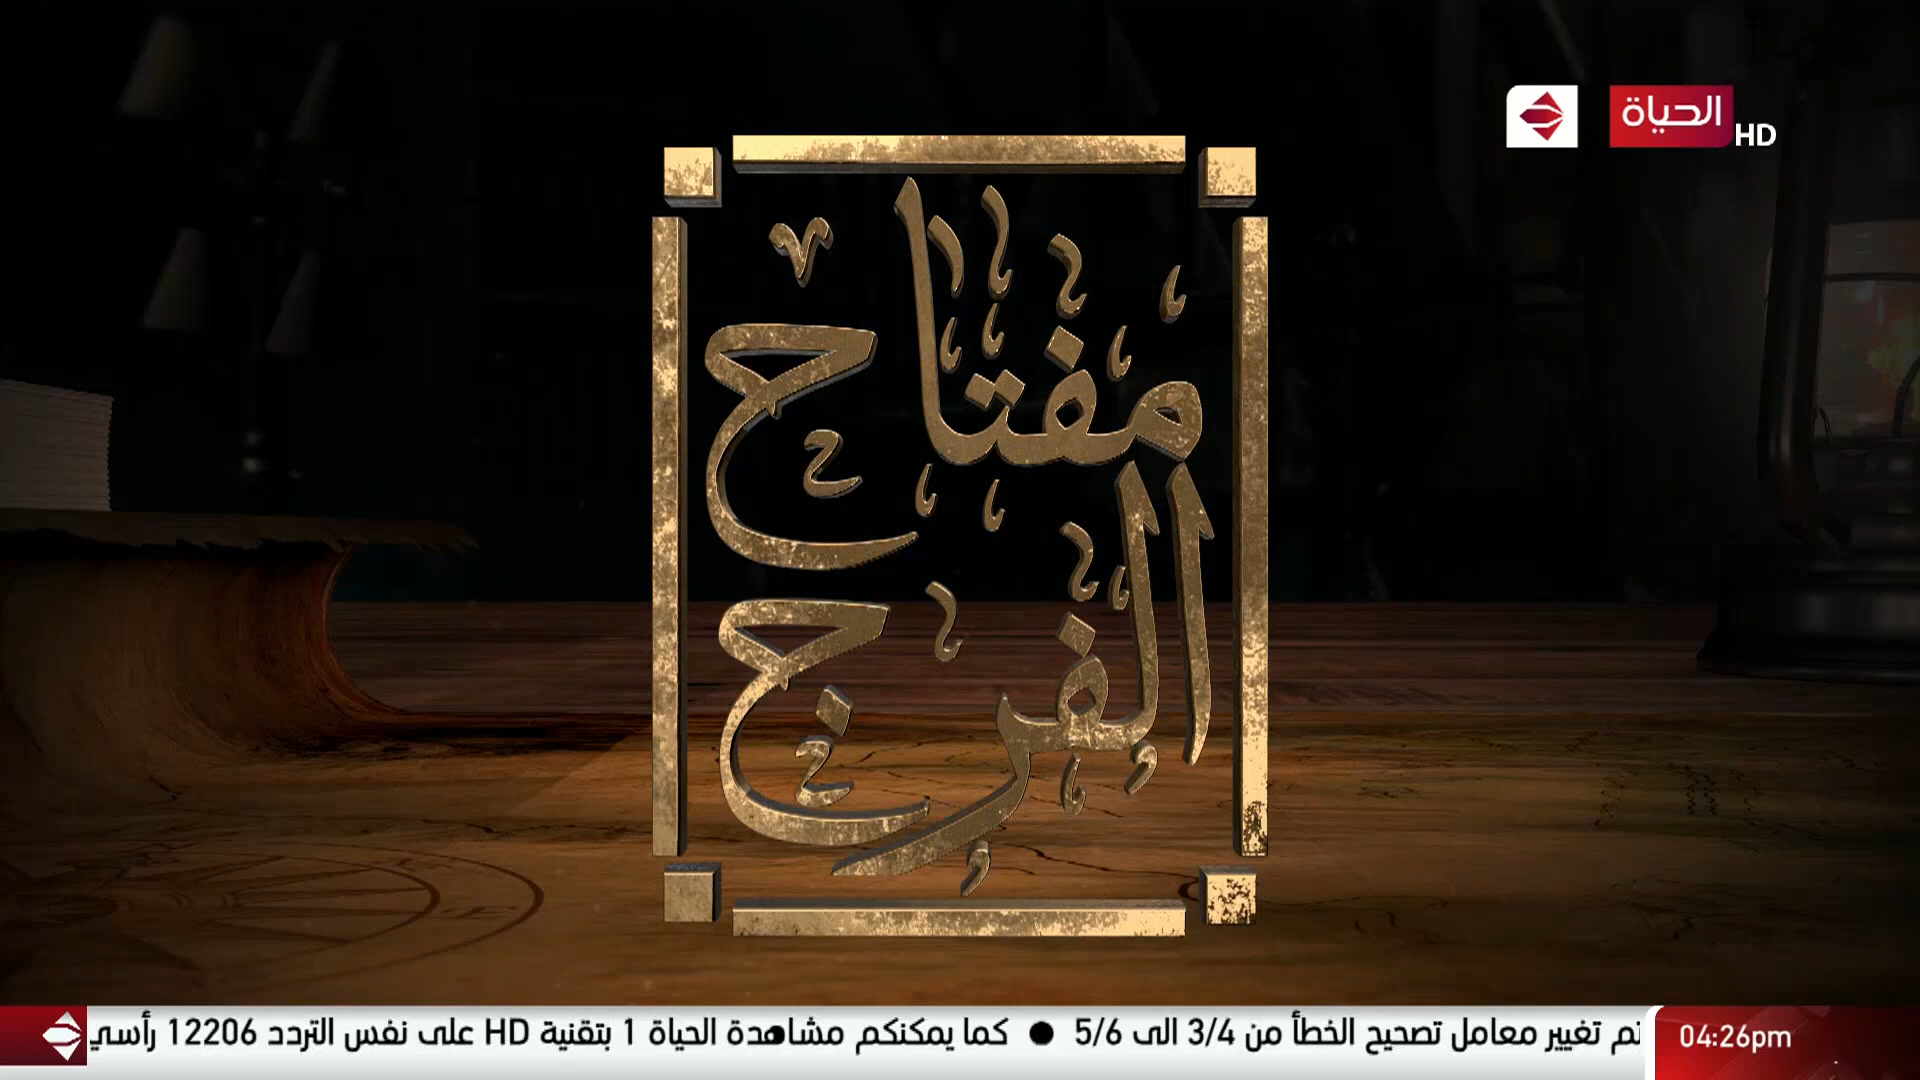 الحياة
HD
مفتاح
الفرج
تم تغيير معامل تصحيح الخطأ من 3/4 الى 5/6 ● كما يمكنكم مشاهدة الحياة 1 بتقنية HD على نفس التردد 12206 رأسي
04:26pm